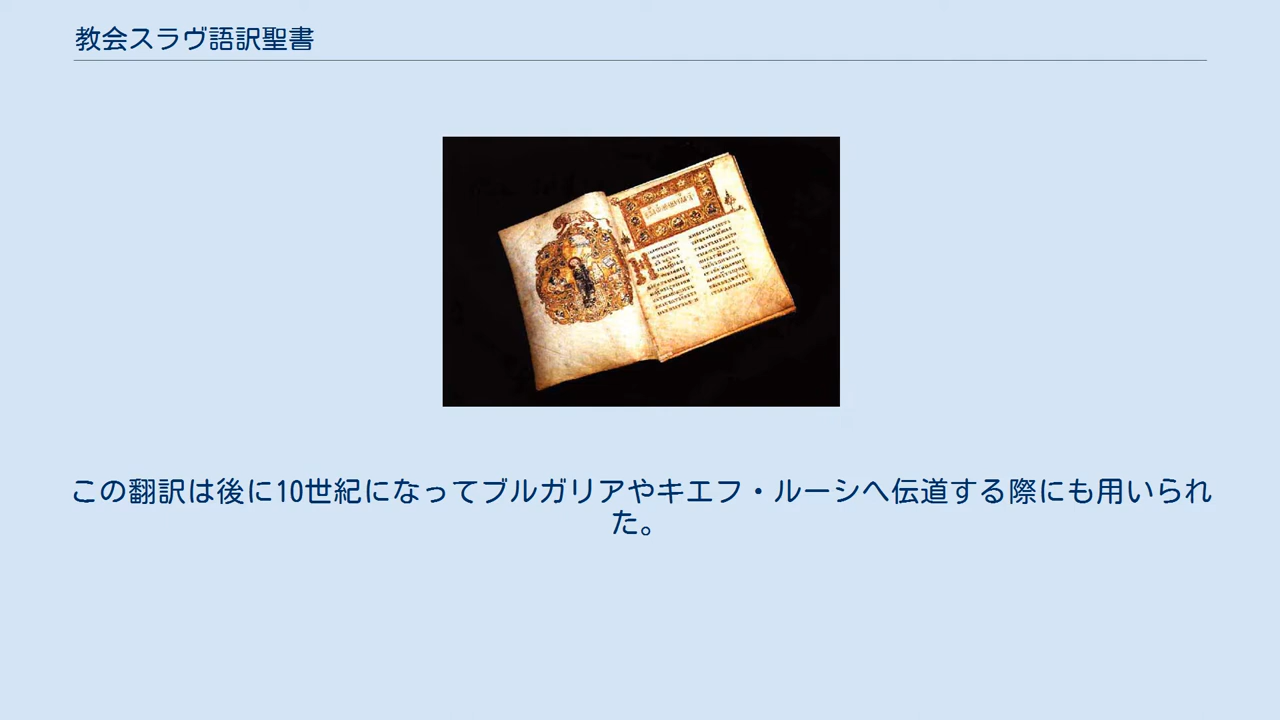 教会スラヴ語訳聖書
この翻訳は後に10世紀になってブルガリアやキエフ・ルーシへ伝道する際にも用いられ
た。